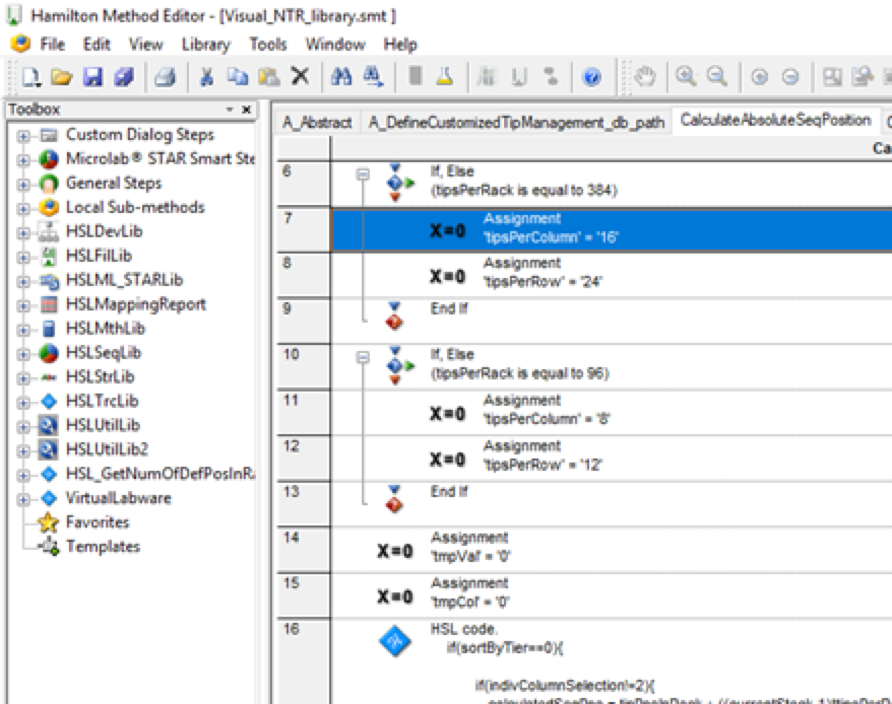 Hamilton Method Editor - [Visual_NTR_library.smt ]
File Edit View Library Tools Window Help
Toolbox
Custom Dialog Steps
Microlab® STAR Smart Ste
General Steps
Local Sub-methods
HSLDevLib
HSLFilLib
HSLML_STARLib
HSLMappingReport
HSLMthLib
HSLSeqLib
HSLStrLib
HSLTrcLib
HSLUtilLib
HSLUtilLib2
HSL_GetNumOfDefPosInRa
VirtualLabware
Favorites
Templates
A_Abstract A_DefineCustomizedTipManagement_db_path CalculateAbsoluteSeqPosition
Ca
6 If, Else
(tipsPerRack is equal to 384)
7 Assignment
X=0 'tipsPerColumn' = '16'
8 Assignment
X=0 'tipsPerRow' = '24'
9 End If
10 If, Else
(tipsPerRack is equal to 96)
11 Assignment
X=0 'tipsPerColumn' = '8'
12 Assignment
X=0 'tipsPerRow' = '12'
13 End If
14 Assignment
X=0 'tmpVal' = '0'
15 Assignment
X=0 'tmpCol' = '0'
16 HSL code.
if(sortByTier==0){
if(indivColumnSelection!=2){